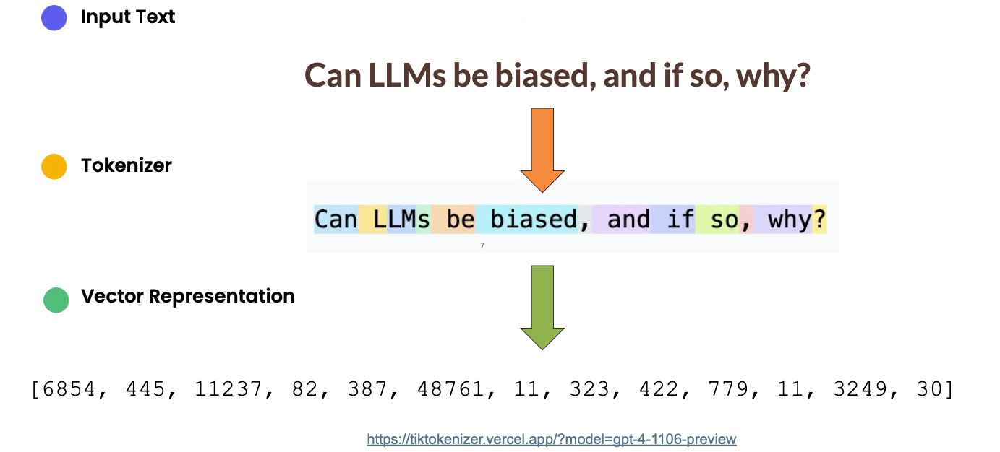 Input Text
Can LLMs be biased, and if so, why?
Tokenizer
Can LLMs be biased, and if so, why?
7
Vector Representation
[6854, 445, 11237, 82, 387, 48761, 11, 323, 422, 779, 11, 3249, 30]
https://tiktokenizer.vercel.app/?model=gpt-4-1106-preview